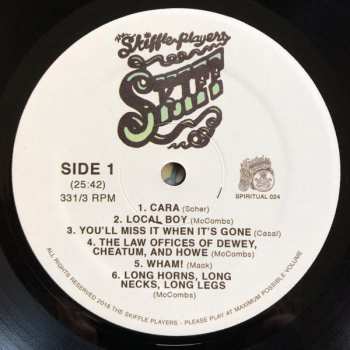 The Skiffle Players
SKIFF
SIDE 1
(25:42)
331/3 RPM
SPIRITUAL 024
1. CARA (Scher)
2. LOCAL BOY (McCombs)
3. YOU'LL MISS IT WHEN IT'S GONE (Casal)
4. THE LAW OFFICES OF DEWEY,
CHEATUM, AND HOWE (McCombs)
5. WHAM! (Mack)
6. LONG HORNS, LONG
NECKS, LONG LEGS
(McCombs)
ALL RIGHTS RESERVED 2018 THE SKIFFLE PLAYERS - PLEASE PLAY AT MAXIMUM POSSIBLE VOLUME